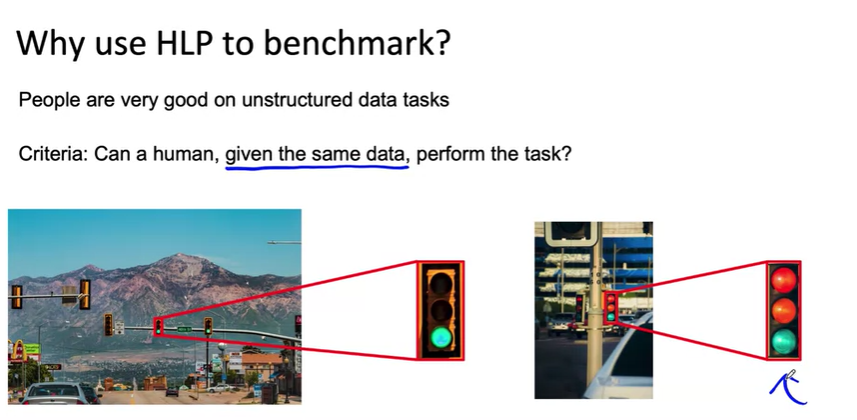 Why use HLP to benchmark?
People are very good on unstructured data tasks
Criteria: Can a human, given the same data, perform the task?